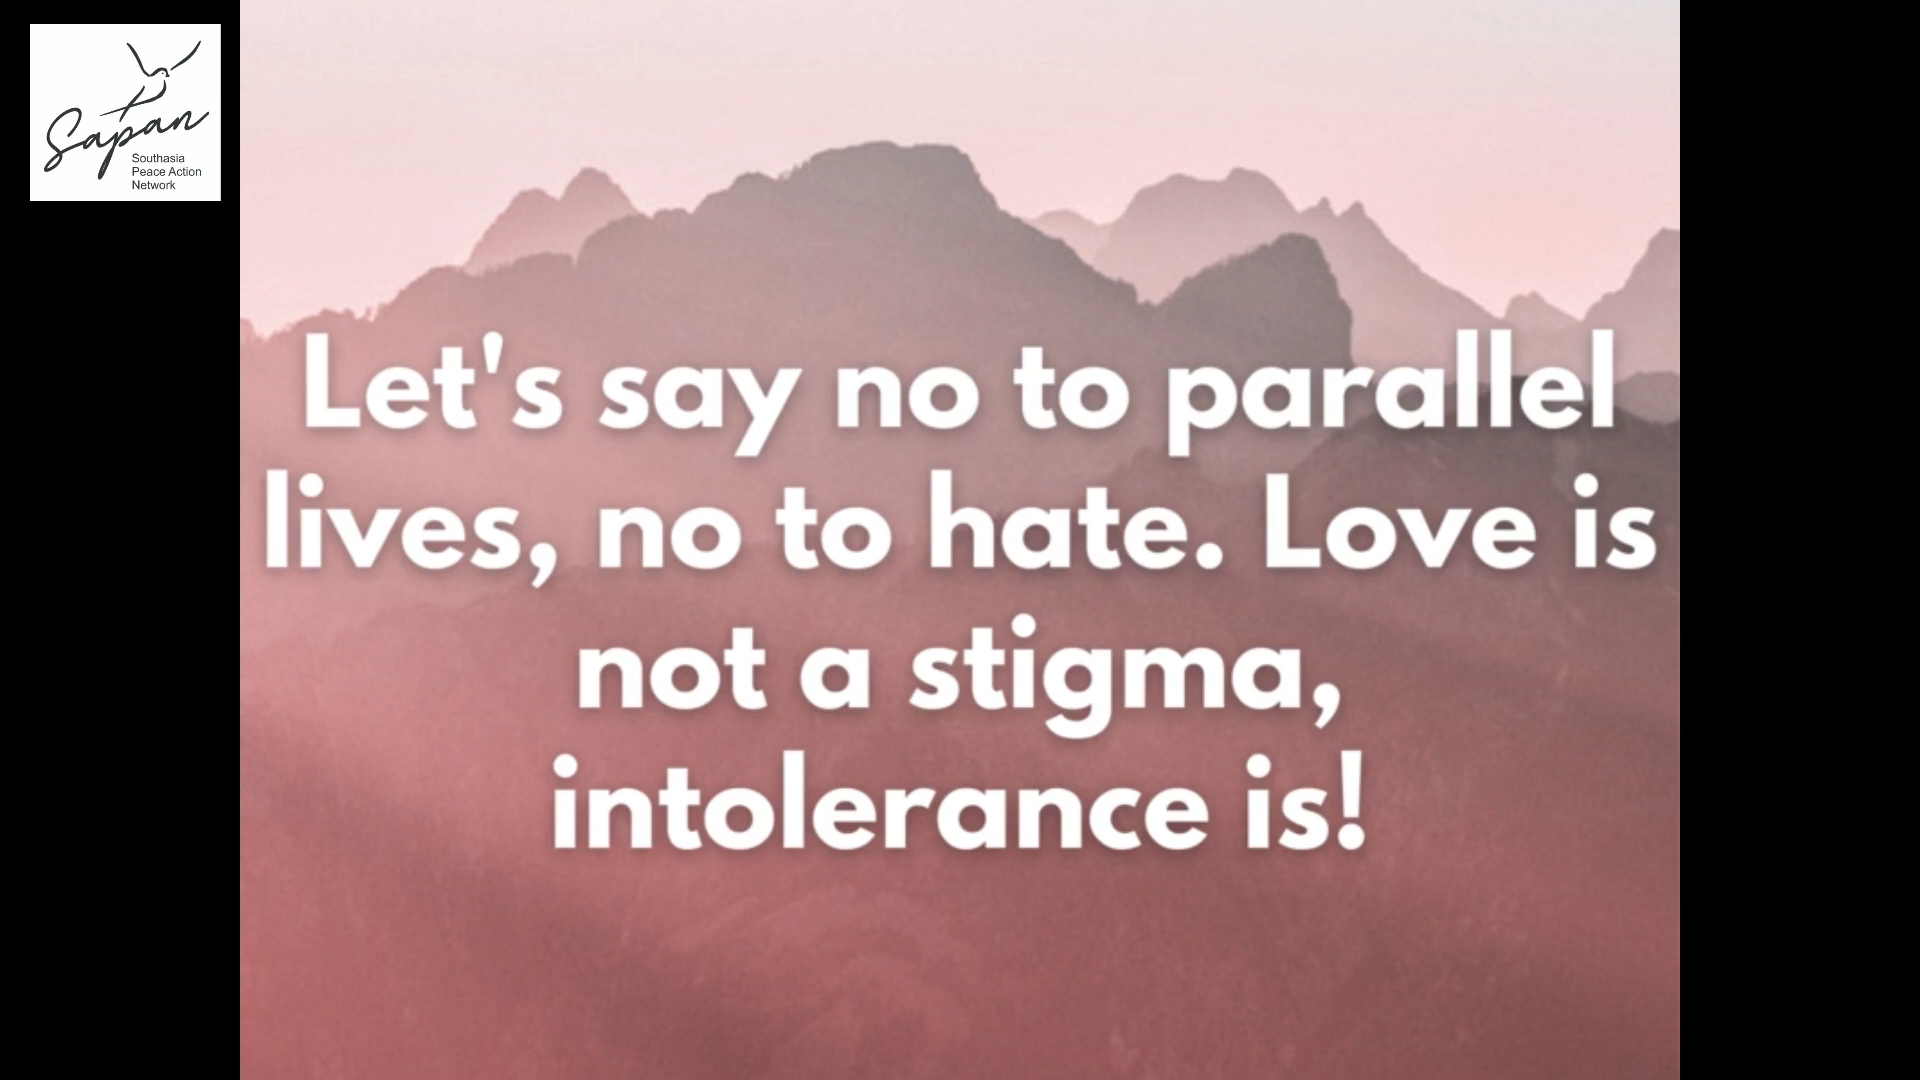 Sapan
Southasia
Peace Action
Network
Let's say no to parallel
lives, no to hate. Love is
not a stigma,
intolerance is!